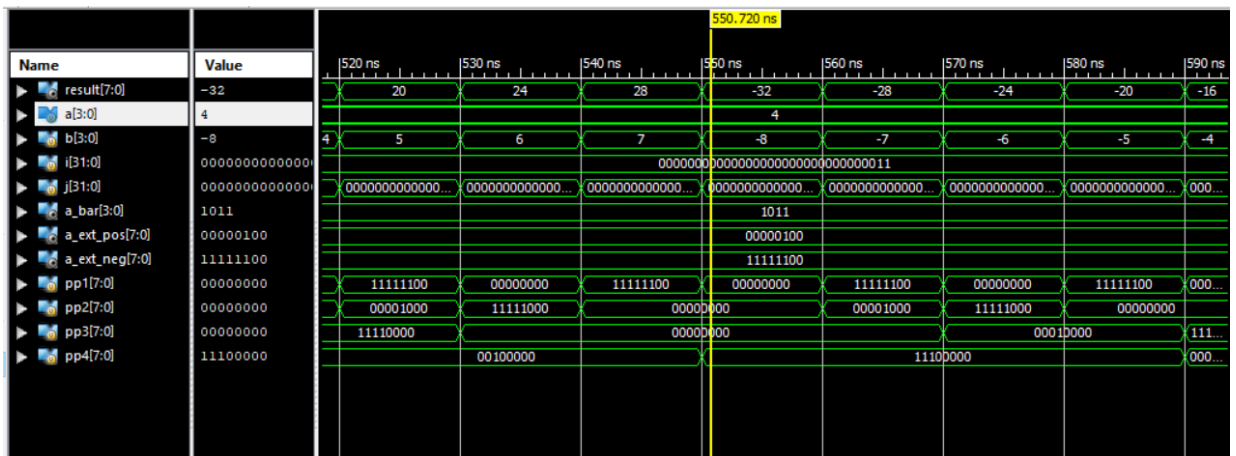 550.720 ns
Name Value 520 ns 530 ns 540 ns 550 ns 560 ns 570 ns 580 ns 590 ns
result[7:0] -32 20 24 28 -32 -28 -24 -20 -16
a[3:0] 4 4
b[3:0] -8 4 5 6 7 -8 -7 -6 -5 -4
i[31:0] 00000000000000 00000000000000000000000000000011
j[31:0] 00000000000000 0000000000000... 0000000000000... 0000000000000... 0000000000000... 0000000000000... 0000000000000... 0000000000000... 000...
a_bar[3:0] 1011 1011
a_ext_pos[7:0] 00000100 00000100
a_ext_neg[7:0] 11111100 11111100
pp1[7:0] 00000000 11111100 00000000 11111100 00000000 11111100 00000000 11111100 000...
pp2[7:0] 00000000 00001000 11111000 00000000 00001000 11111000 00000000
pp3[7:0] 00000000 11110000 00000000 00010000 111...
pp4[7:0] 11100000 00100000 11100000 000...